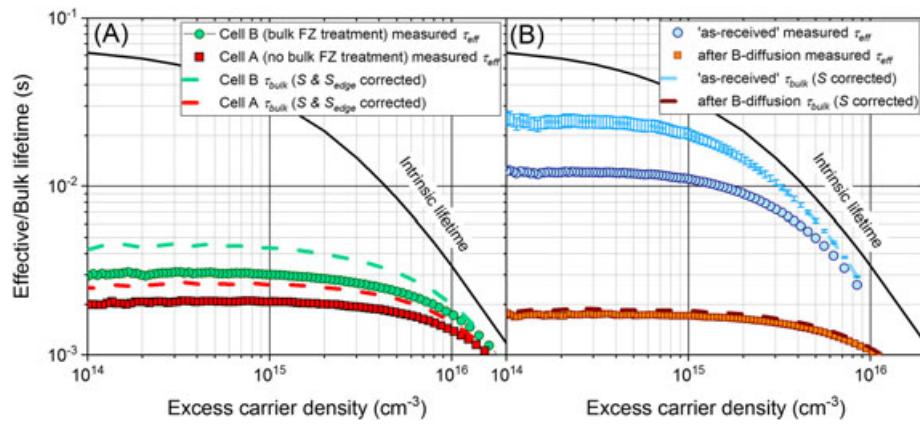 (A)
Cell B (bulk FZ treatment) measured τeff
Cell A (no bulk FZ treatment) measured τeff
Cell B τbulk (S & Sedge corrected)
Cell A τbulk (S & Sedge corrected)
Intrinsic lifetime
(B)
'as-received' measured τeff
after B-diffusion measured τeff
'as-received' τbulk (S corrected)
after B-diffusion τbulk (S corrected)
Intrinsic lifetime
Effective/Bulk lifetime (s)
10⁻¹
10⁻²
10⁻³
10¹⁴ 10¹⁵ 10¹⁶ 10¹⁴ 10¹⁵ 10¹⁶
Excess carrier density (cm⁻³) Excess carrier density (cm⁻³)